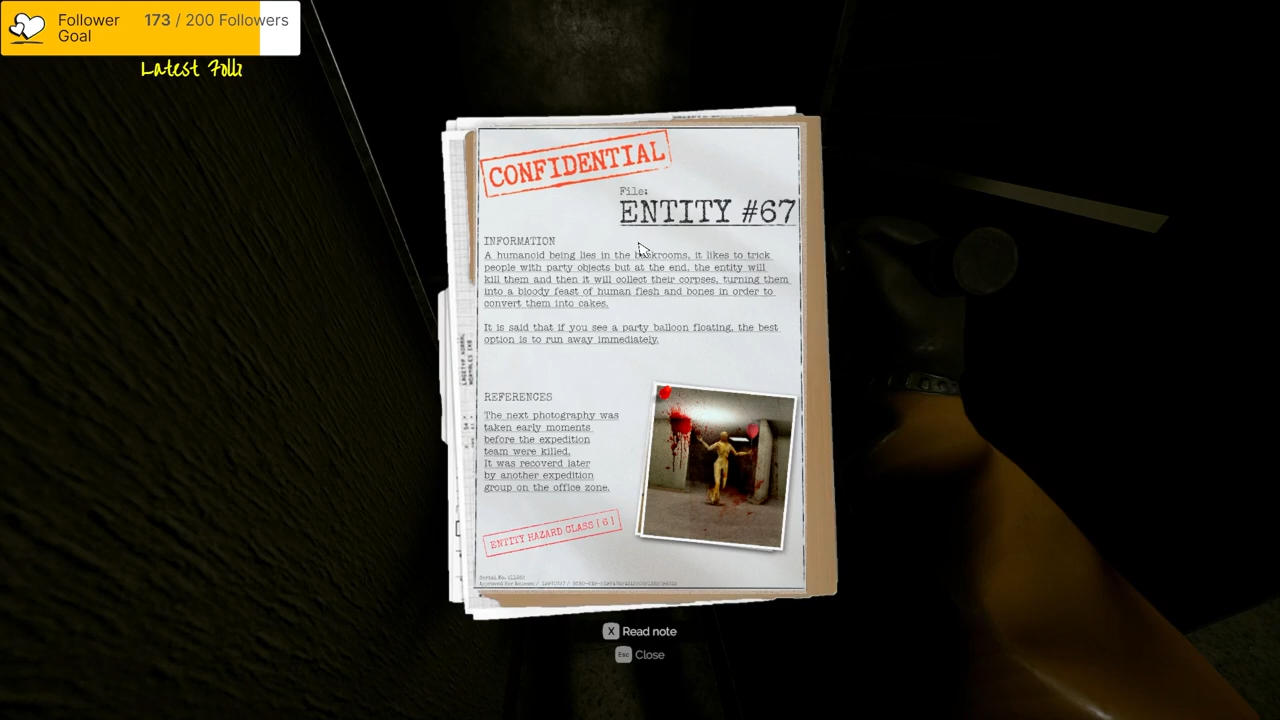 Follower Goal
173 / 200 Followers
Latest Foll
CONFIDENTIAL
File:
ENTITY #67
INFORMATION
A humanoid being lies in the backrooms, it likes to trick
people with party objects but at the end, the entity will
kill them and then it will collect their corpses, turning them
into a bloody feast of human flesh and bones in order to
convert them into cakes.
It is said that if you see a party balloon floating, the best
option is to run away immediately.
REFERENCES
The next photography was
taken early moments
before the expedition
team were killed.
It was recoverd later
by another expedition
group on the office zone.
ENTITY HAZARD CLASS [ 6 ]
X Read note
Esc Close